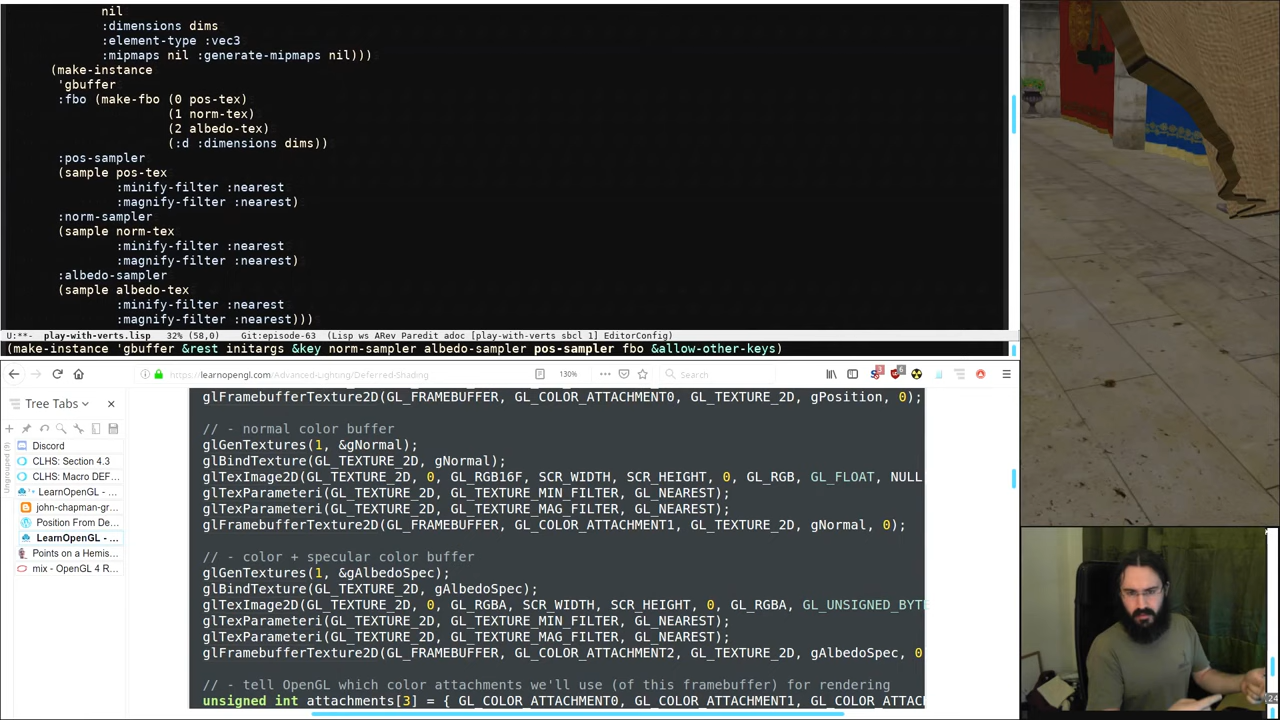 nil
:dimensions dims
:element-type :vec3
:mipmaps nil :generate-mipmaps nil)))
(make-instance
'gbuffer
:fbo (make-fbo (0 pos-tex)
(1 norm-tex)
(2 albedo-tex)
(:d :dimensions dims))
:pos-sampler
(sample pos-tex
:minify-filter :nearest
:magnify-filter :nearest)
:norm-sampler
(sample norm-tex
:minify-filter :nearest
:magnify-filter :nearest)
:albedo-sampler
(sample albedo-tex
:minify-filter :nearest
:magnify-filter :nearest)))
U:**- play-with-verts.lisp 32% (58,0) Git:episode-63 (Lisp ws ARev Paredit adoc [play-with-verts sbcl 1] EditorConfig)
(make-instance 'gbuffer &rest initargs &key norm-sampler albedo-sampler pos-sampler fbo &allow-other-keys)
https://learnopengl.com/Advanced-Lighting/Deferred-Shading
130%
Search
Tree Tabs
Discord
CLHS: Section 4.3
CLHS: Macro DEF...
LearnOpenGL - ...
john-chapman-gr...
Position From De...
LearnOpenGL - ...
Points on a Hemis...
mix - OpenGL 4 R...
glFramebufferTexture2D(GL_FRAMEBUFFER, GL_COLOR_ATTACHMENT0, GL_TEXTURE_2D, gPosition, 0);
// - normal color buffer
glGenTextures(1, &gNormal);
glBindTexture(GL_TEXTURE_2D, gNormal);
glTexImage2D(GL_TEXTURE_2D, 0, GL_RGB16F, SCR_WIDTH, SCR_HEIGHT, 0, GL_RGB, GL_FLOAT, NULL
glTexParameteri(GL_TEXTURE_2D, GL_TEXTURE_MIN_FILTER, GL_NEAREST);
glTexParameteri(GL_TEXTURE_2D, GL_TEXTURE_MAG_FILTER, GL_NEAREST);
glFramebufferTexture2D(GL_FRAMEBUFFER, GL_COLOR_ATTACHMENT1, GL_TEXTURE_2D, gNormal, 0);
// - color + specular color buffer
glGenTextures(1, &gAlbedoSpec);
glBindTexture(GL_TEXTURE_2D, gAlbedoSpec);
glTexImage2D(GL_TEXTURE_2D, 0, GL_RGBA, SCR_WIDTH, SCR_HEIGHT, 0, GL_RGBA, GL_UNSIGNED_BYTE
glTexParameteri(GL_TEXTURE_2D, GL_TEXTURE_MIN_FILTER, GL_NEAREST);
glTexParameteri(GL_TEXTURE_2D, GL_TEXTURE_MAG_FILTER, GL_NEAREST);
glFramebufferTexture2D(GL_FRAMEBUFFER, GL_COLOR_ATTACHMENT2, GL_TEXTURE_2D, gAlbedoSpec, 0
// - tell OpenGL which color attachments we'll use (of this framebuffer) for rendering
unsigned int attachments[3] = { GL_COLOR_ATTACHMENT0, GL_COLOR_ATTACHMENT1, GL_COLOR_ATTAC